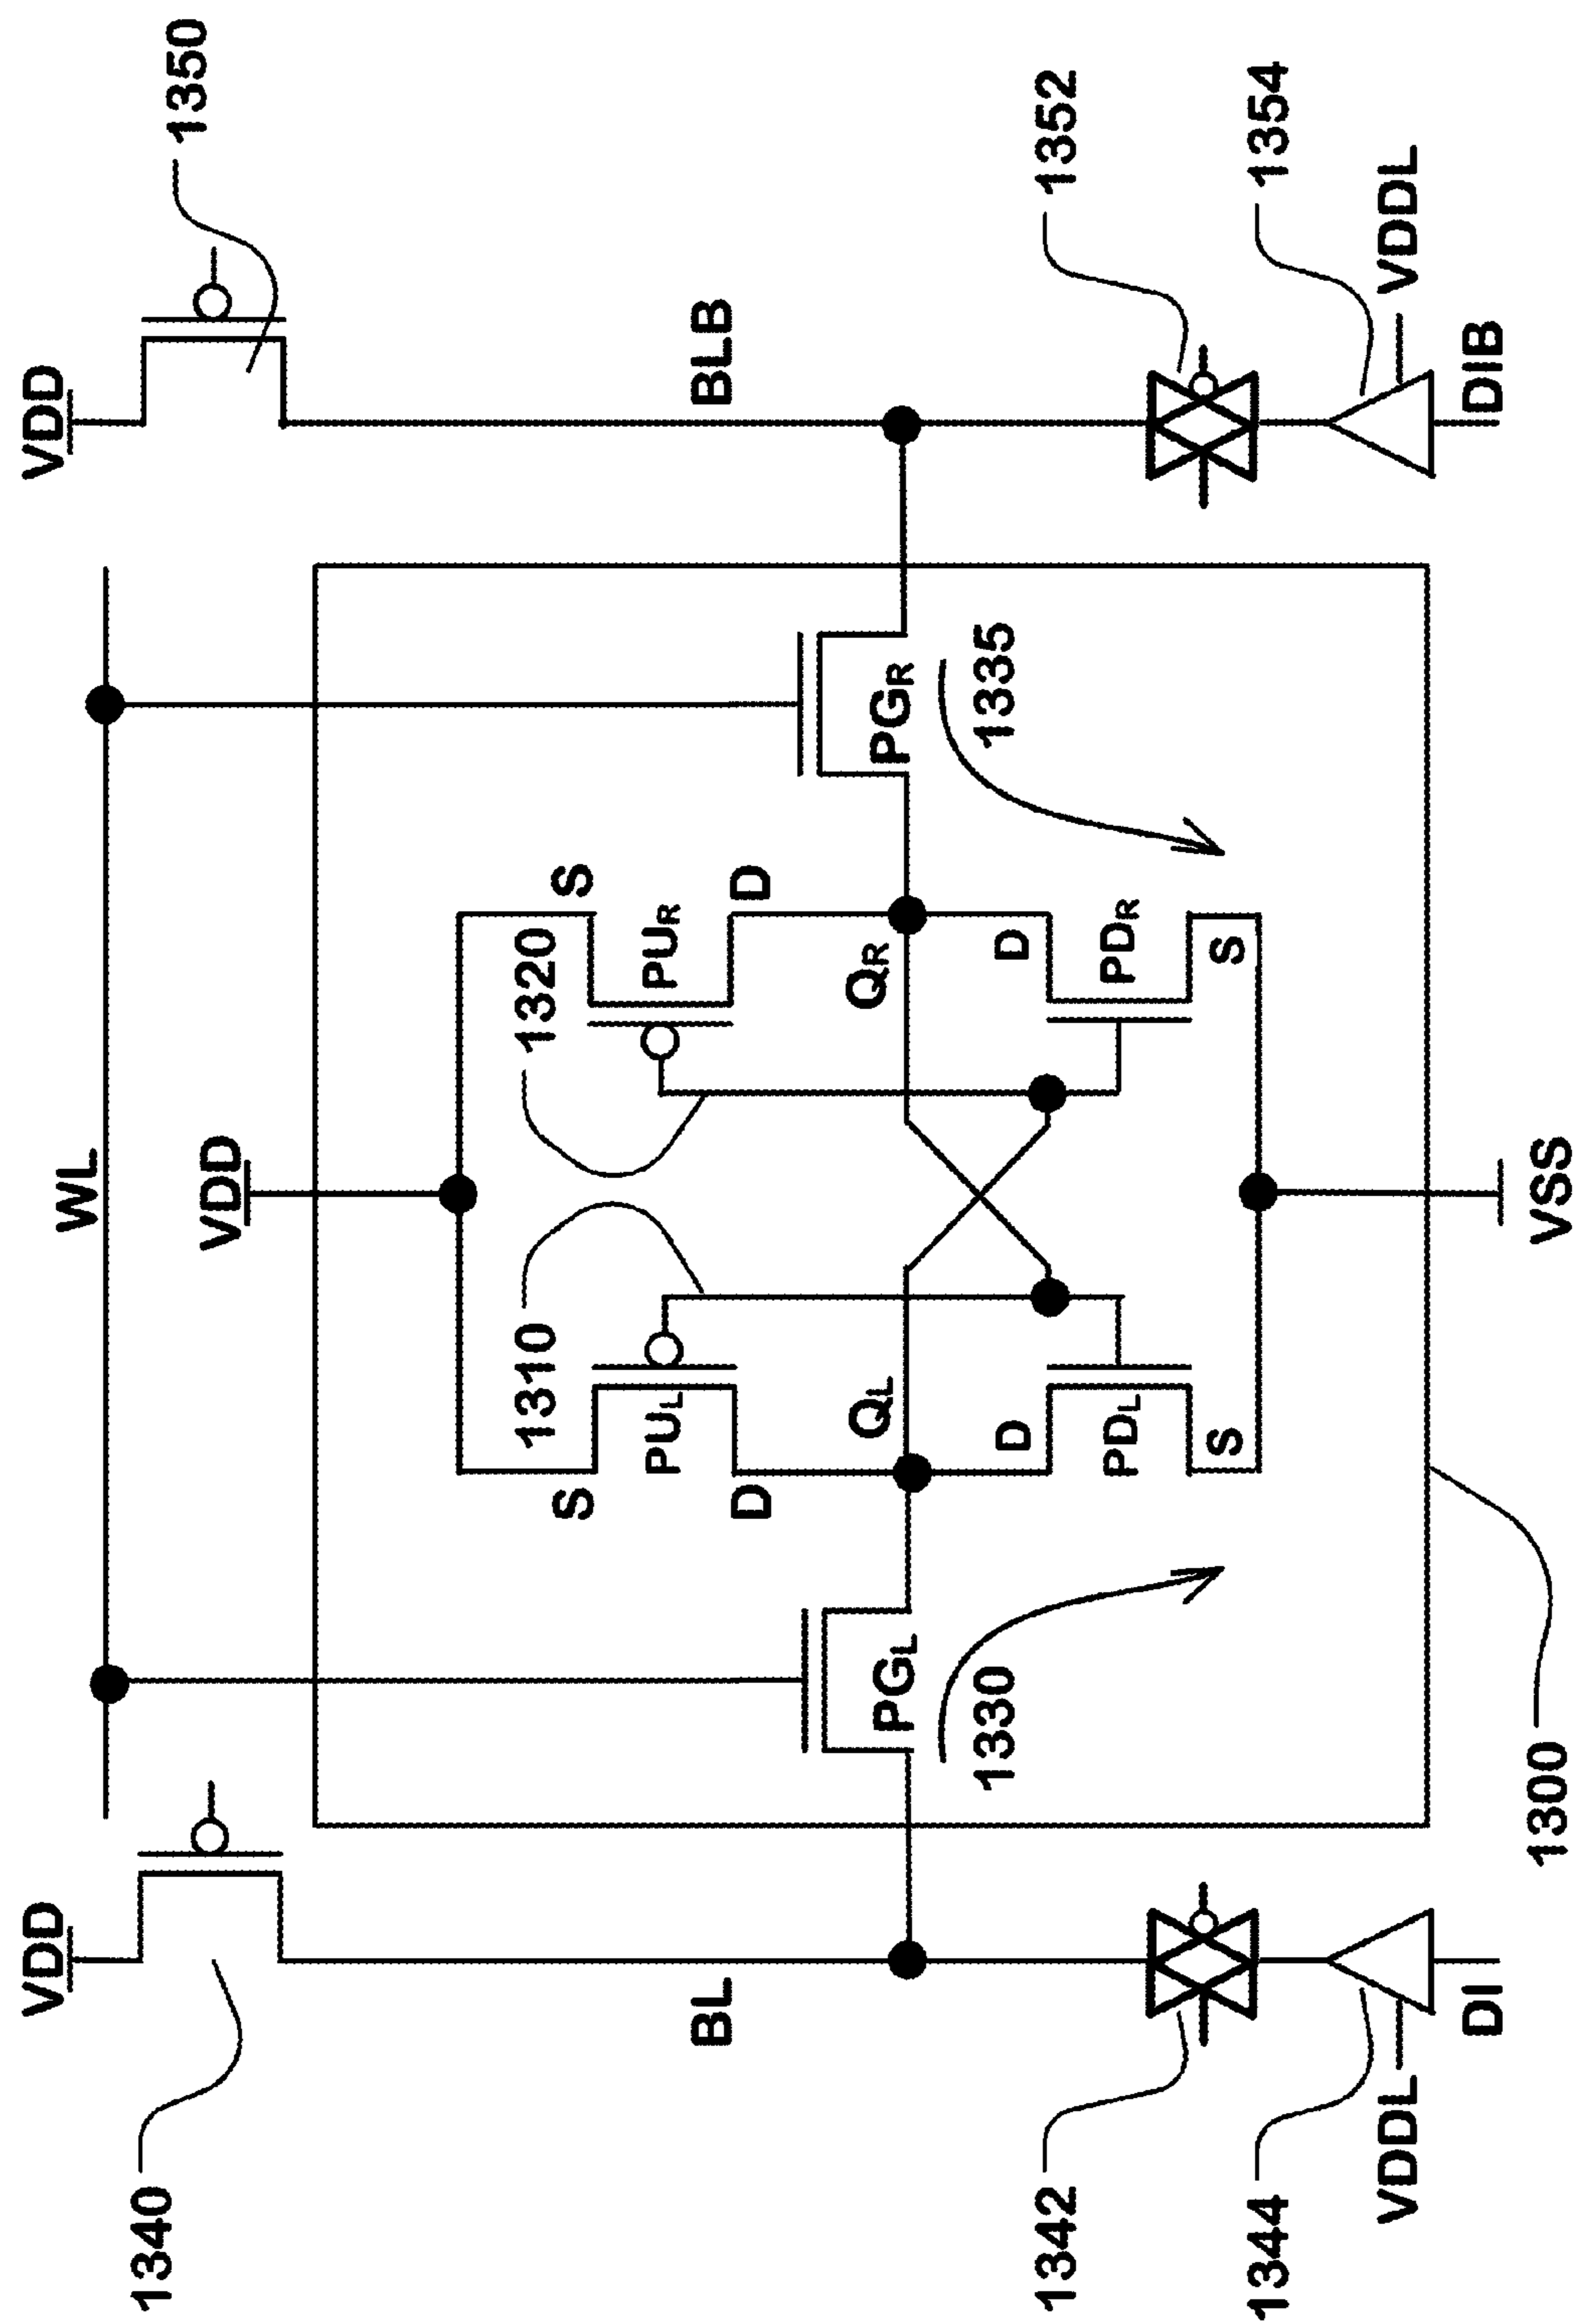 VDD
WL
VDD
1340
1350
VDD
S
S
1310
1320
PUL
PUR
D
D
BL
BLB
QL
QR
PGL
PGR
D
D
1330
1335
PDL
PDR
S
S
1342
1352
1344
1354
VDDL
VDDL
DI
DIB
1300
VSS